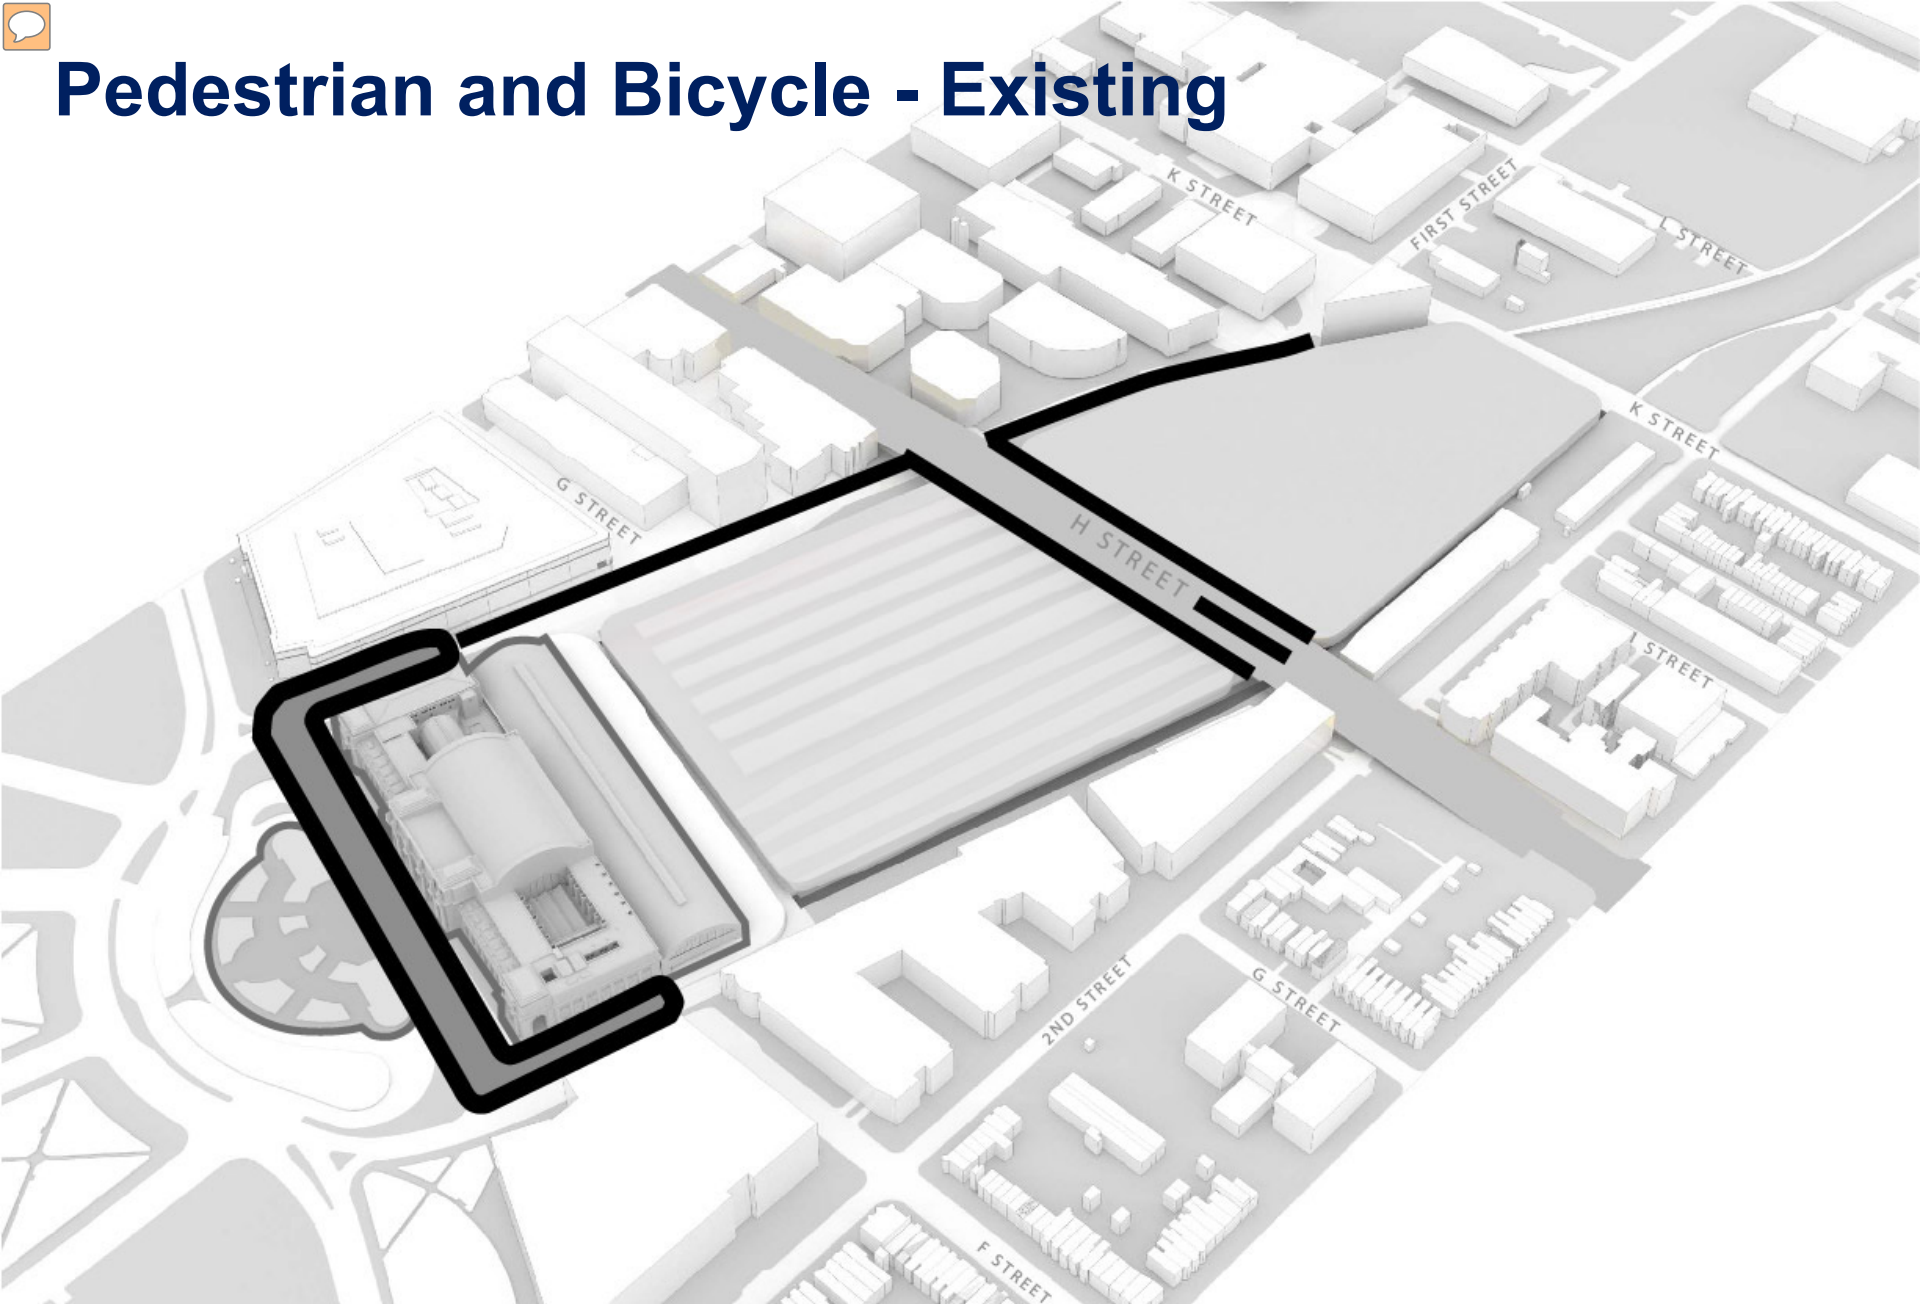 Pedestrian and Bicycle - Existing
K STREET
FIRST STREET
L STREET
K STREET
G STREET
H STREET
STREET
2ND STREET
G STREET
F STREET